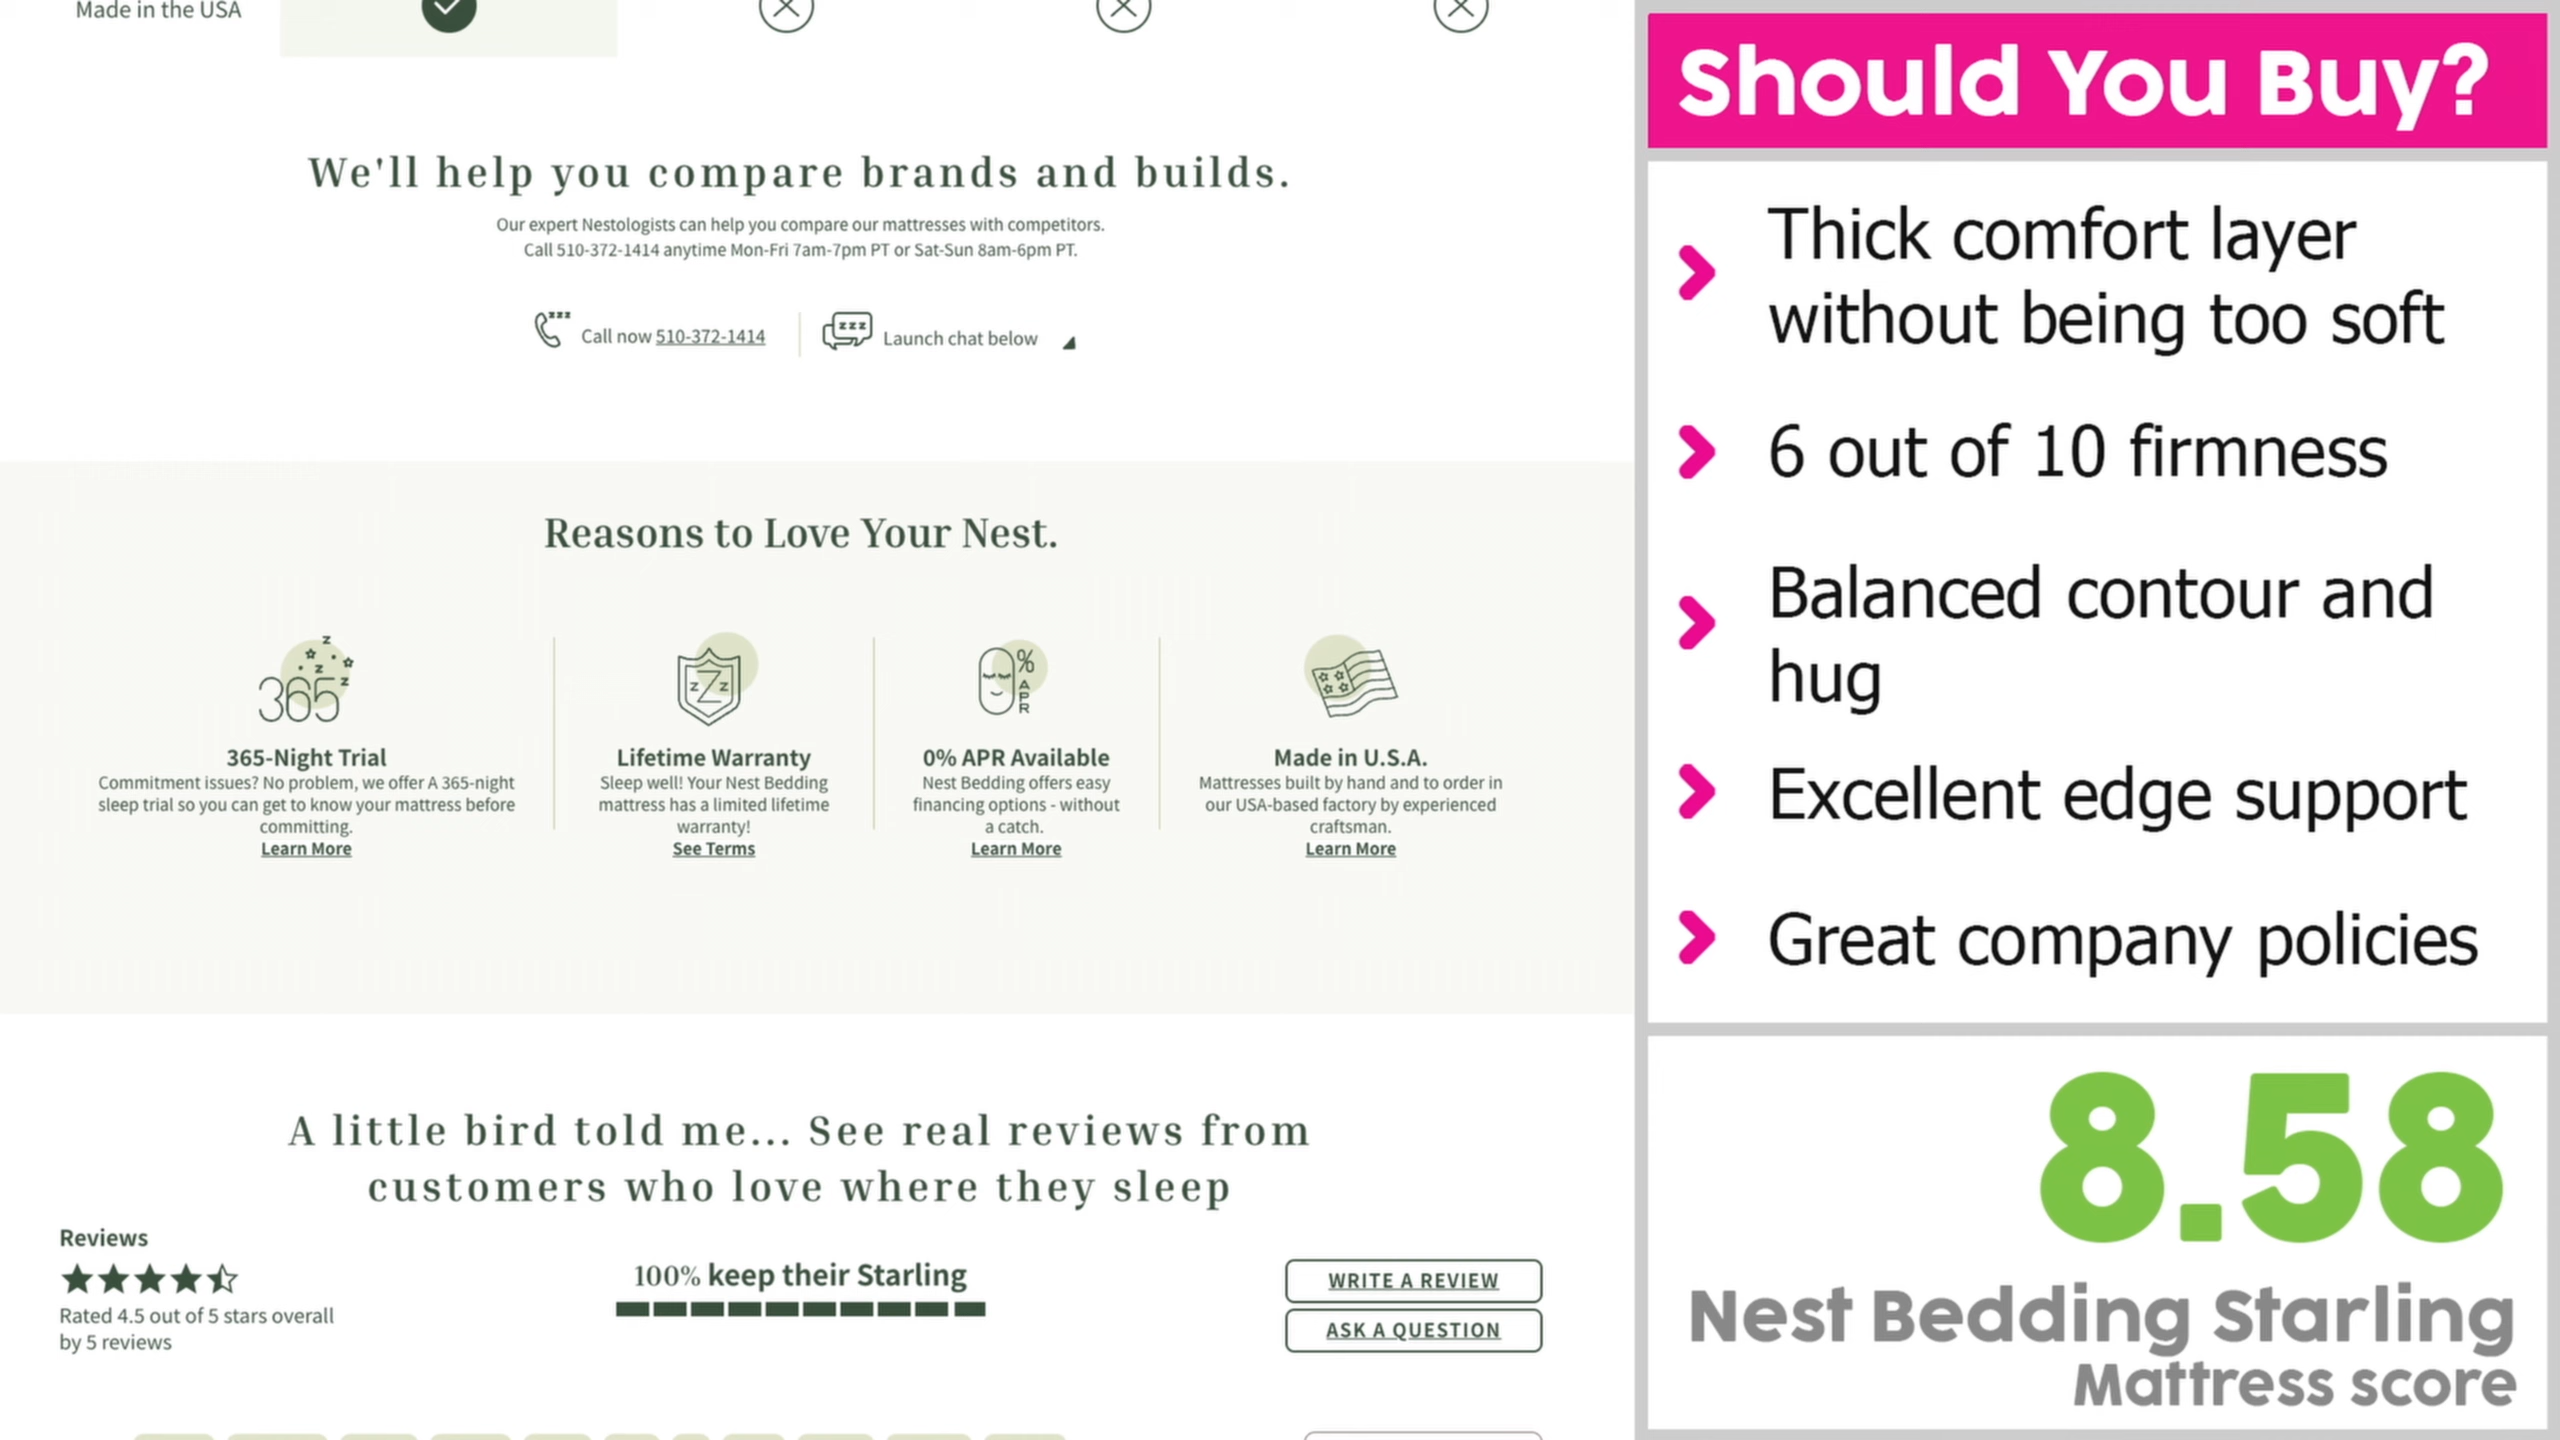 Made in the USA
We'll help you compare brands and builds.
Our expert Nestologists can help you compare our mattresses with competitors.
Call 510-372-1414 anytime Mon-Fri 7am-7pm PT or Sat-Sun 8am-6pm PT.
Call now 510-372-1414
Launch chat below
Reasons to Love Your Nest.
365
365-Night Trial
Commitment issues? No problem, we offer A 365-night
sleep trial so you can get to know your mattress before
committing.
Learn More
Lifetime Warranty
Sleep well! Your Nest Bedding
mattress has a limited lifetime
warranty!
See Terms
% APR
0% APR Available
Nest Bedding offers easy
financing options - without
a catch.
Learn More
Made in U.S.A.
Mattresses built by hand and to order in
our USA-based factory by experienced
craftsman.
Learn More
A little bird told me... See real reviews from
customers who love where they sleep
Reviews
Rated 4.5 out of 5 stars overall
by 5 reviews
100% keep their Starling
WRITE A REVIEW
ASK A QUESTION
Should You Buy?
Thick comfort layer
without being too soft
6 out of 10 firmness
Balanced contour and
hug
Excellent edge support
Great company policies
8.58
Nest Bedding Starling
Mattress score